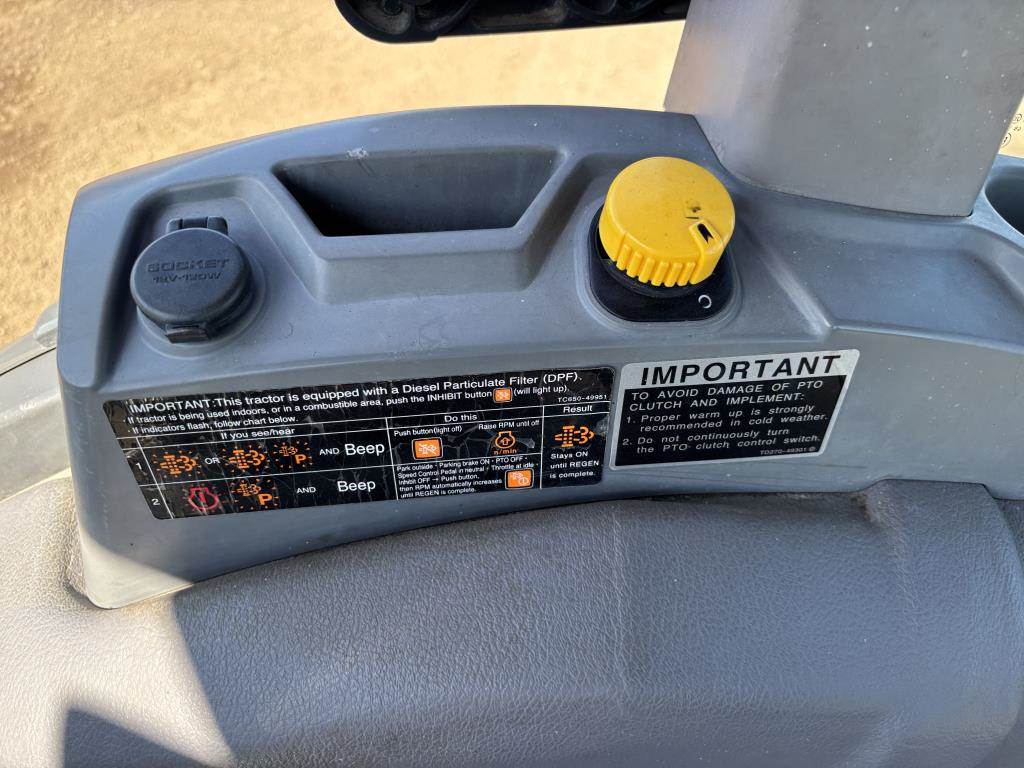 SOCKET
12V-120W
IMPORTANT:This tractor is equipped with a Diesel Particulate Filter (DPF).
If tractor is being used indoors, or in a combustible area, push the INHIBIT button (will light up).
If indicators flash, follow chart below.
TC650-49951
If you see/hear
Do this
Result
1 OR P AND Beep
Push button(light off)
Raise RPM until off
n/min
Stays ON
until REGEN
is complete.
2 P AND Beep
Park outside · Parking brake ON · PTO OFF ·
Speed Control Pedal in neutral · Throttle at idle ·
Inhibit OFF → Push button,
then RPM automatically increases
until REGEN is complete.
IMPORTANT
TO AVOID DAMAGE OF PTO
CLUTCH AND IMPLEMENT:
1. Proper warm up is strongly
recommended in cold weather.
2. Do not continuously turn
the PTO clutch control switch.
TD270-49301